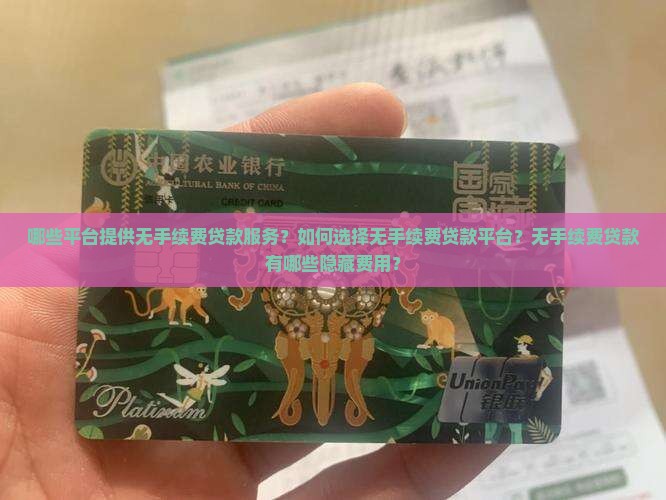 中国农业银行
AGRICULTURAL BANK OF CHINA
CREDIT CARD
国家
哪些平台提供无手续费贷款服务？如何选择无手续费贷款平台？无手续费贷款
有哪些隐藏费用？
Platinum
UnionPay
银联